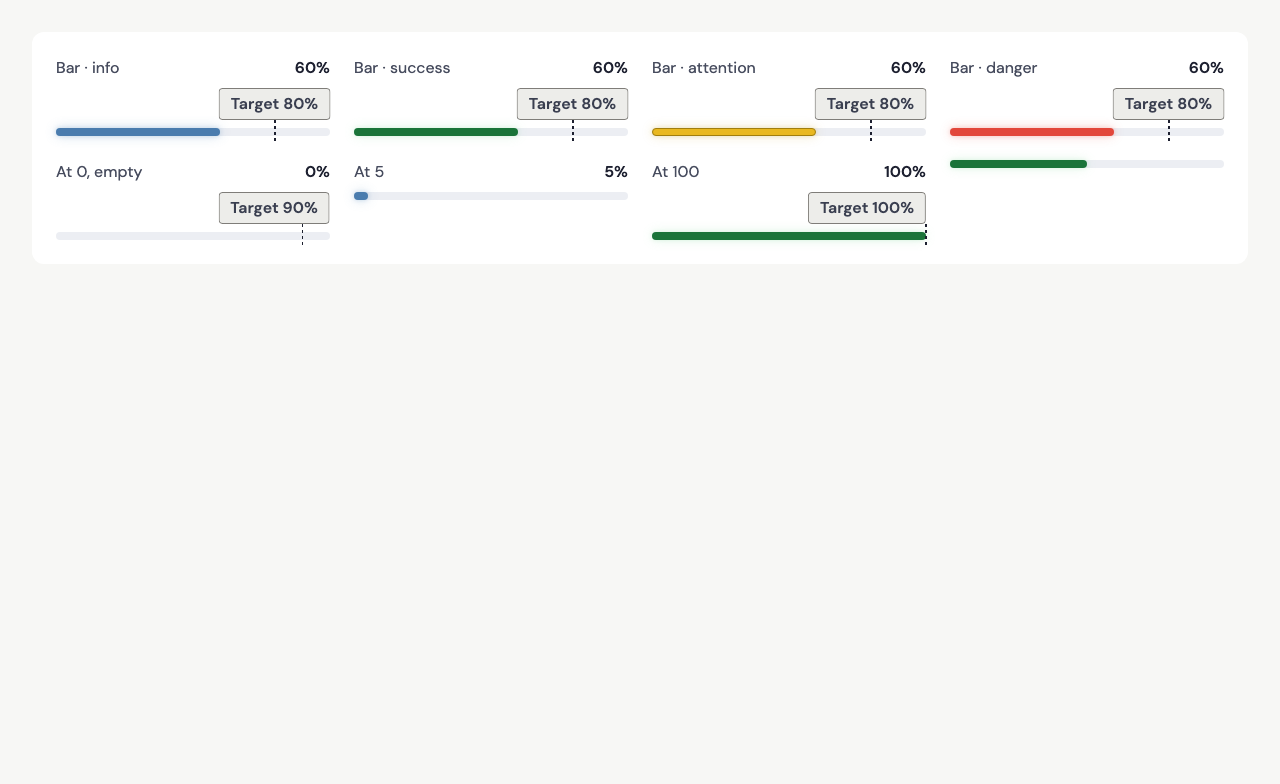 Bar · info 60%
Target 80%
Bar · success 60%
Target 80%
Bar · attention 60%
Target 80%
Bar · danger 60%
Target 80%
At 0, empty 0%
Target 90%
At 5 5%
At 100 100%
Target 100%